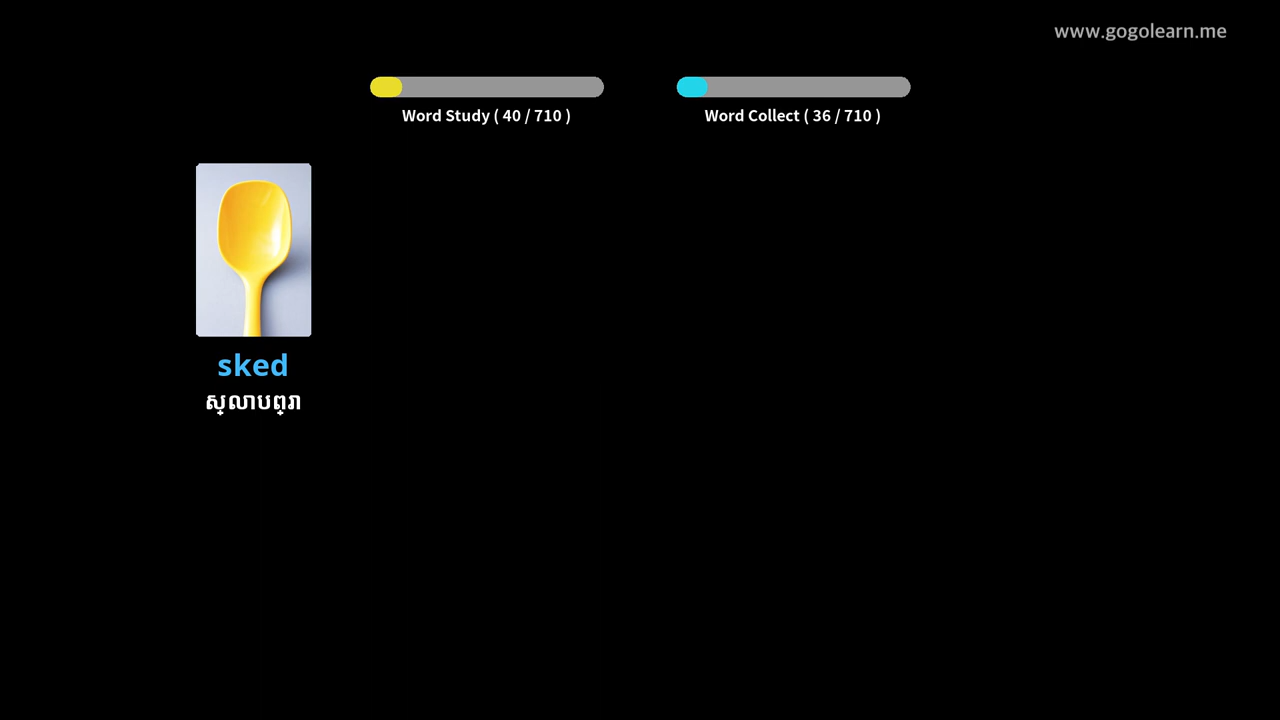 www.gogolearn.me
Word Study ( 40 / 710 )
Word Collect ( 36 / 710 )
sked
ស្លាបព្រា